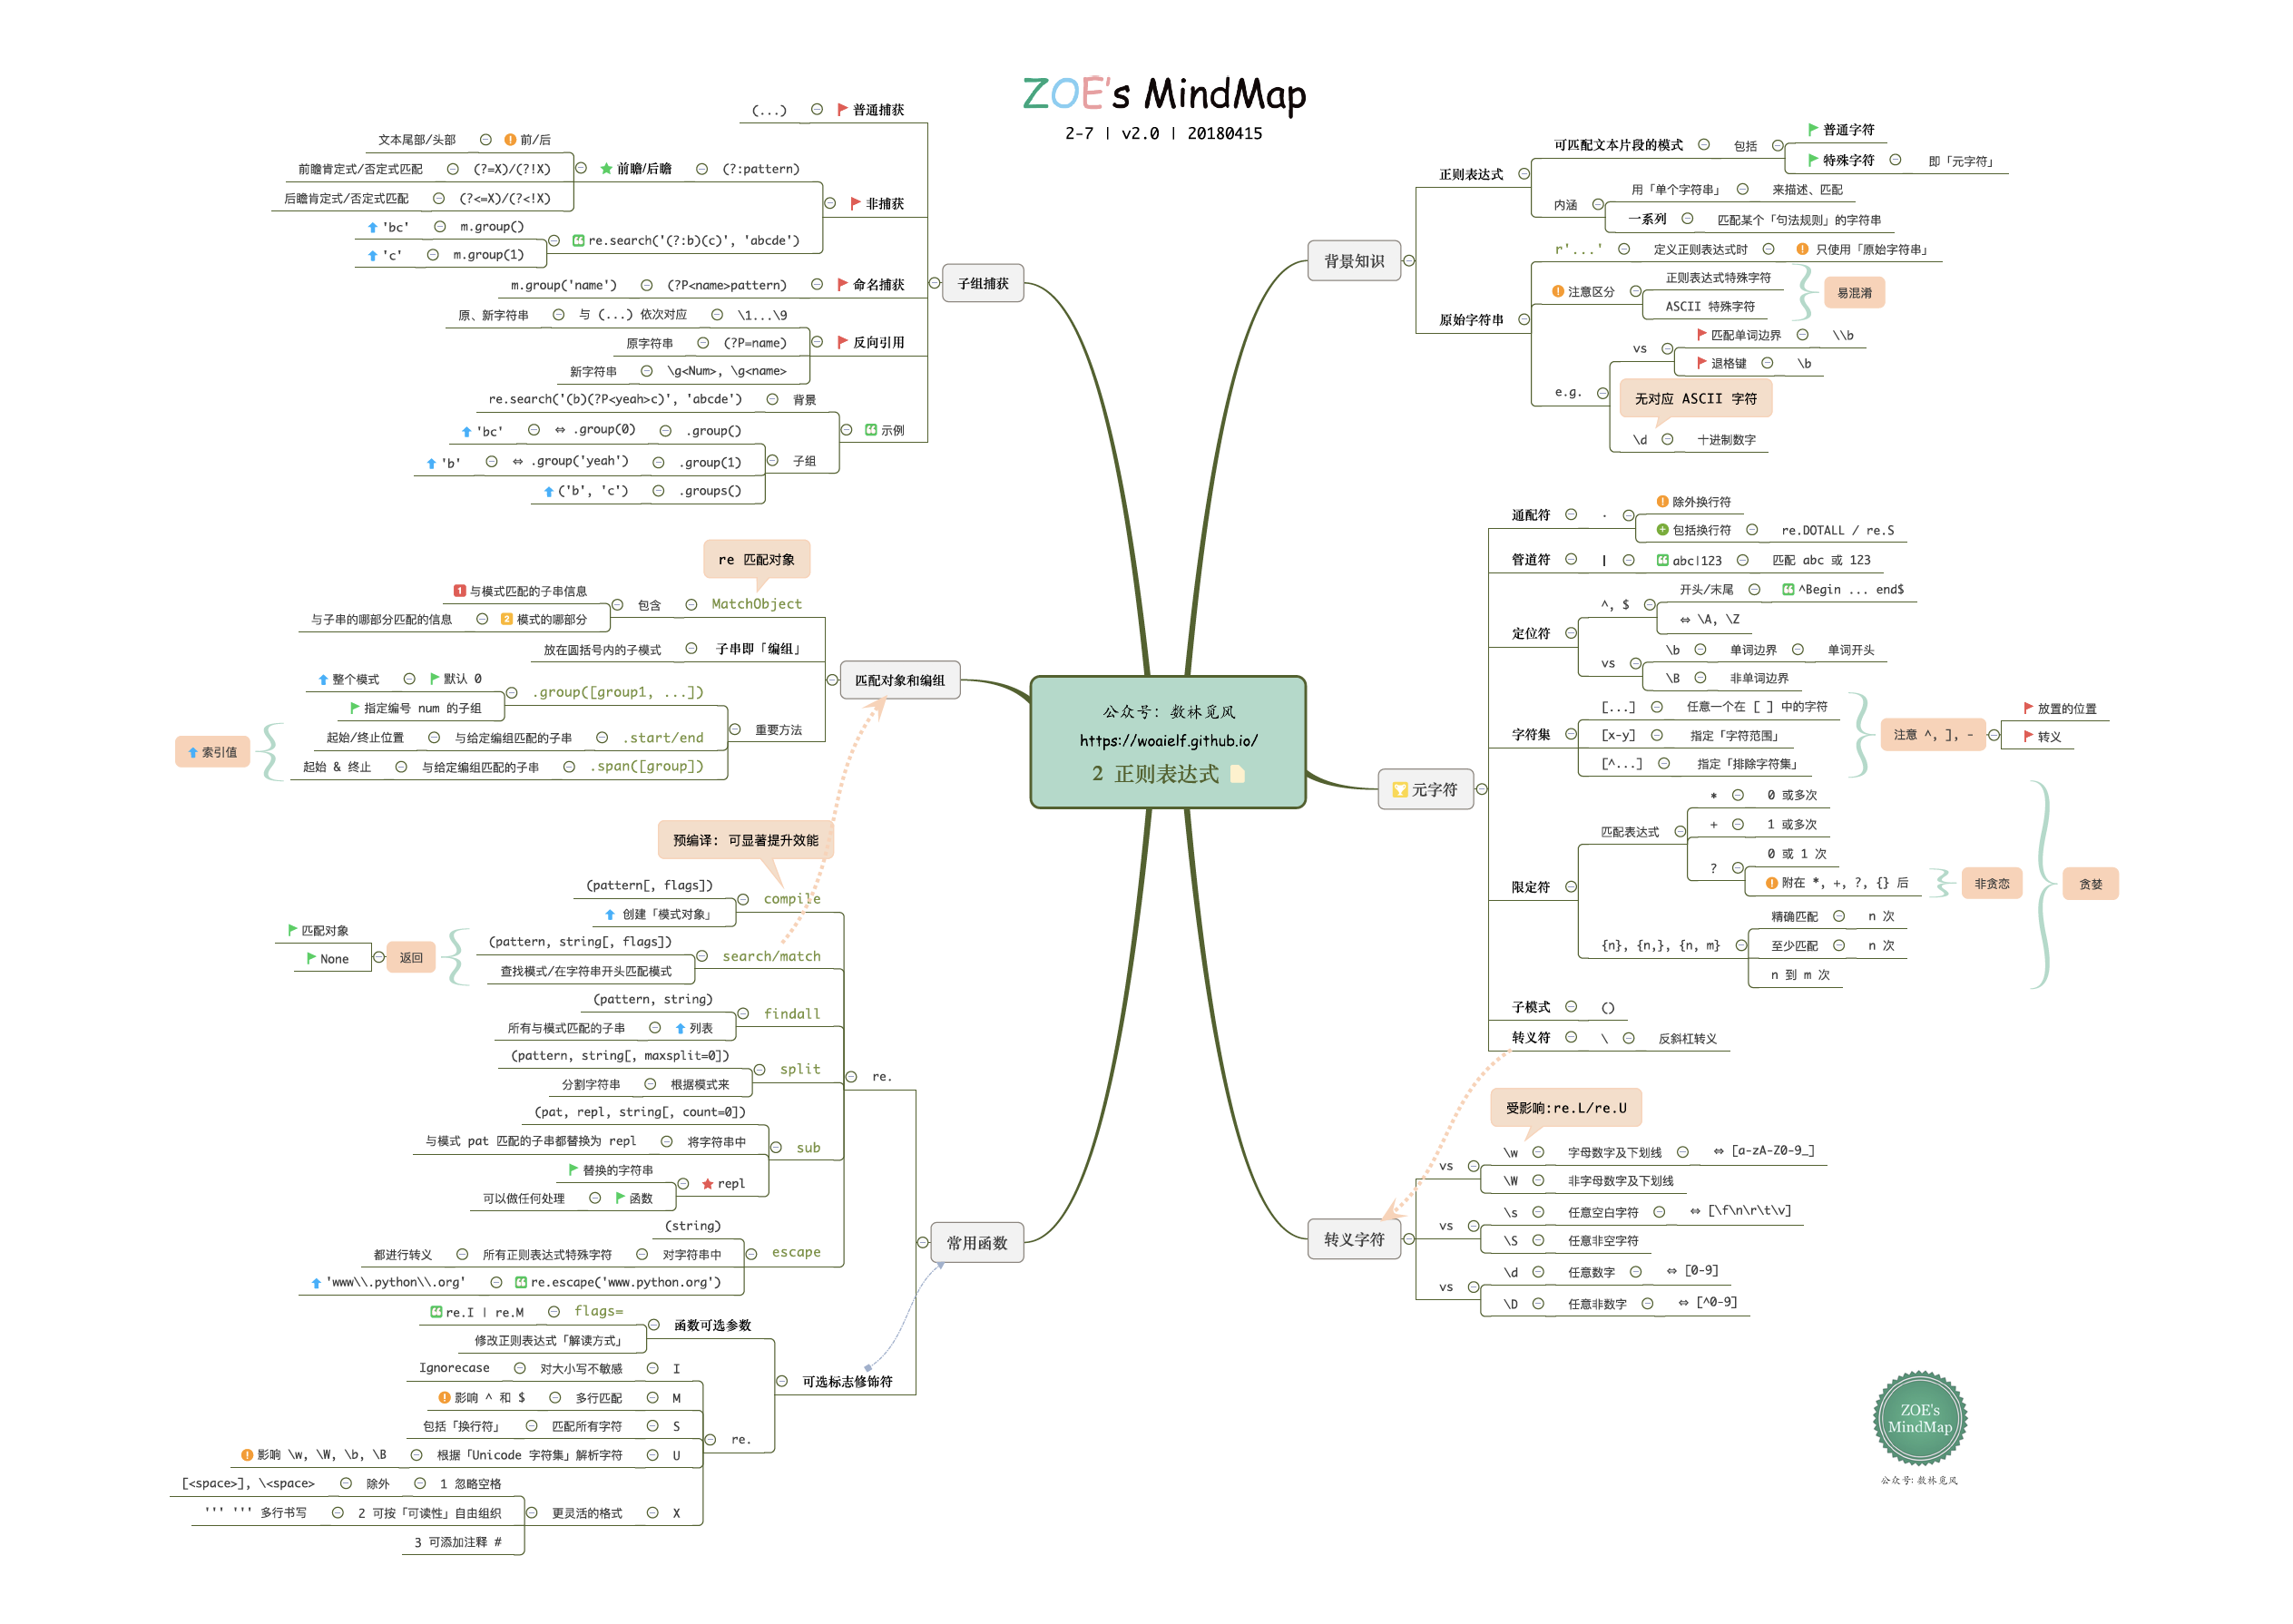 ZOE's MindMap
2-7 | v2.0 | 20180415
公众号: 数林觅风
https://woaielf.github.io/
2 正则表达式
背景知识
正则表达式
可匹配文本片段的模式 包括
普通字符
特殊字符 即「元字符」
内涵
用「单个字符串」 来描述、匹配
一系列 匹配某个「句法规则」的字符串
原始字符串
r'...' 定义正则表达式时 只使用「原始字符串」
注意区分
正则表达式特殊字符
ASCII 特殊字符
易混淆
e.g.
vs
匹配单词边界 \\b
退格键 \b
无对应 ASCII 字符
\d 十进制数字
元字符
通配符 .
除外换行符
包括换行符 re.DOTALL / re.S
管道符 | abc|123 匹配 abc 或 123
定位符
^, $
开头/末尾 ^Begin ... end$
⇔ \A, \Z
vs
\b 单词边界 单词开头
\B 非单词边界
字符集
[...] 任意一个在 [ ] 中的字符
[x-y] 指定「字符范围」
[^...] 指定「排除字符集」
注意 ^, ], -
放置的位置
转义
限定符
匹配表达式
* 0 或多次
+ 1 或多次
?
0 或 1 次
附在 *, +, ?, {} 后
非贪恋
{n}, {n,}, {n, m}
精确匹配 n 次
至少匹配 n 次
n 到 m 次
贪婪
子模式 ()
转义符 \ 反斜杠转义
转义字符
受影响:re.L/re.U
vs
\w 字母数字及下划线 ⇔ [a-zA-Z0-9_]
\W 非字母数字及下划线
vs
\s 任意空白字符 ⇔ [\f\n\r\t\v]
\S 任意非空字符
vs
\d 任意数字 ⇔ [0-9]
\D 任意非数字 ⇔ [^0-9]
子组捕获
(...) 普通捕获
非捕获
前瞻/后瞻 (?:pattern)
文本尾部/头部 前/后
前瞻肯定式/否定式匹配 (?=X)/(?!X)
后瞻肯定式/否定式匹配 (?<=X)/(?<!X)
re.search('(?:b)(c)', 'abcde')
'bc' m.group()
'c' m.group(1)
m.group('name') (?P<name>pattern) 命名捕获
反向引用
原、新字符串 与 (...) 依次对应 \1...\9
原字符串 (?P=name)
新字符串 \g<Num>, \g<name>
示例
re.search('(b)(?P<yeah>c)', 'abcde') 背景
子组
'bc' ⇔ .group(0) .group()
'b' ⇔ .group('yeah') .group(1)
('b', 'c') .groups()
匹配对象和编组
re 匹配对象
包含 MatchObject
1 与模式匹配的子串信息
与子串的哪部分匹配的信息 2 模式的哪部分
放在圆括号内的子模式 子串即「编组」
重要方法
.group([group1, ...])
整个模式 默认 0
指定编号 num 的子组
起始/终止位置 与给定编组匹配的子串 .start/end
起始 & 终止 与给定编组匹配的子串 .span([group])
索引值
常用函数
re.
预编译: 可显著提升效能
compile
(pattern[, flags])
创建「模式对象」
search/match
(pattern, string[, flags])
查找模式/在字符串开头匹配模式
返回
匹配对象
None
findall
(pattern, string)
所有与模式匹配的子串 列表
split
(pattern, string[, maxsplit=0])
分割字符串 根据模式来
sub
(pat, repl, string[, count=0])
与模式 pat 匹配的子串都替换为 repl 将字符串中
repl
替换的字符串
可以做任何处理 函数
escape
(string)
都进行转义 所有正则表达式特殊字符 对字符串中
'www\\.python\\.org' re.escape('www.python.org')
可选标志修饰符
函数可选参数
re.I | re.M flags=
修改正则表达式「解读方式」
re.
Ignorecase 对大小写不敏感 I
影响 ^ 和 $ 多行匹配 M
包括「换行符」 匹配所有字符 S
影响 \w, \W, \b, \B 根据「Unicode 字符集」解析字符 U
更灵活的格式 X
[<space>], \<space> 除外 1 忽略空格
''' ''' 多行书写 2 可按「可读性」自由组织
3 可添加注释 #
ZOE's
MindMap
公众号: 数林觅风